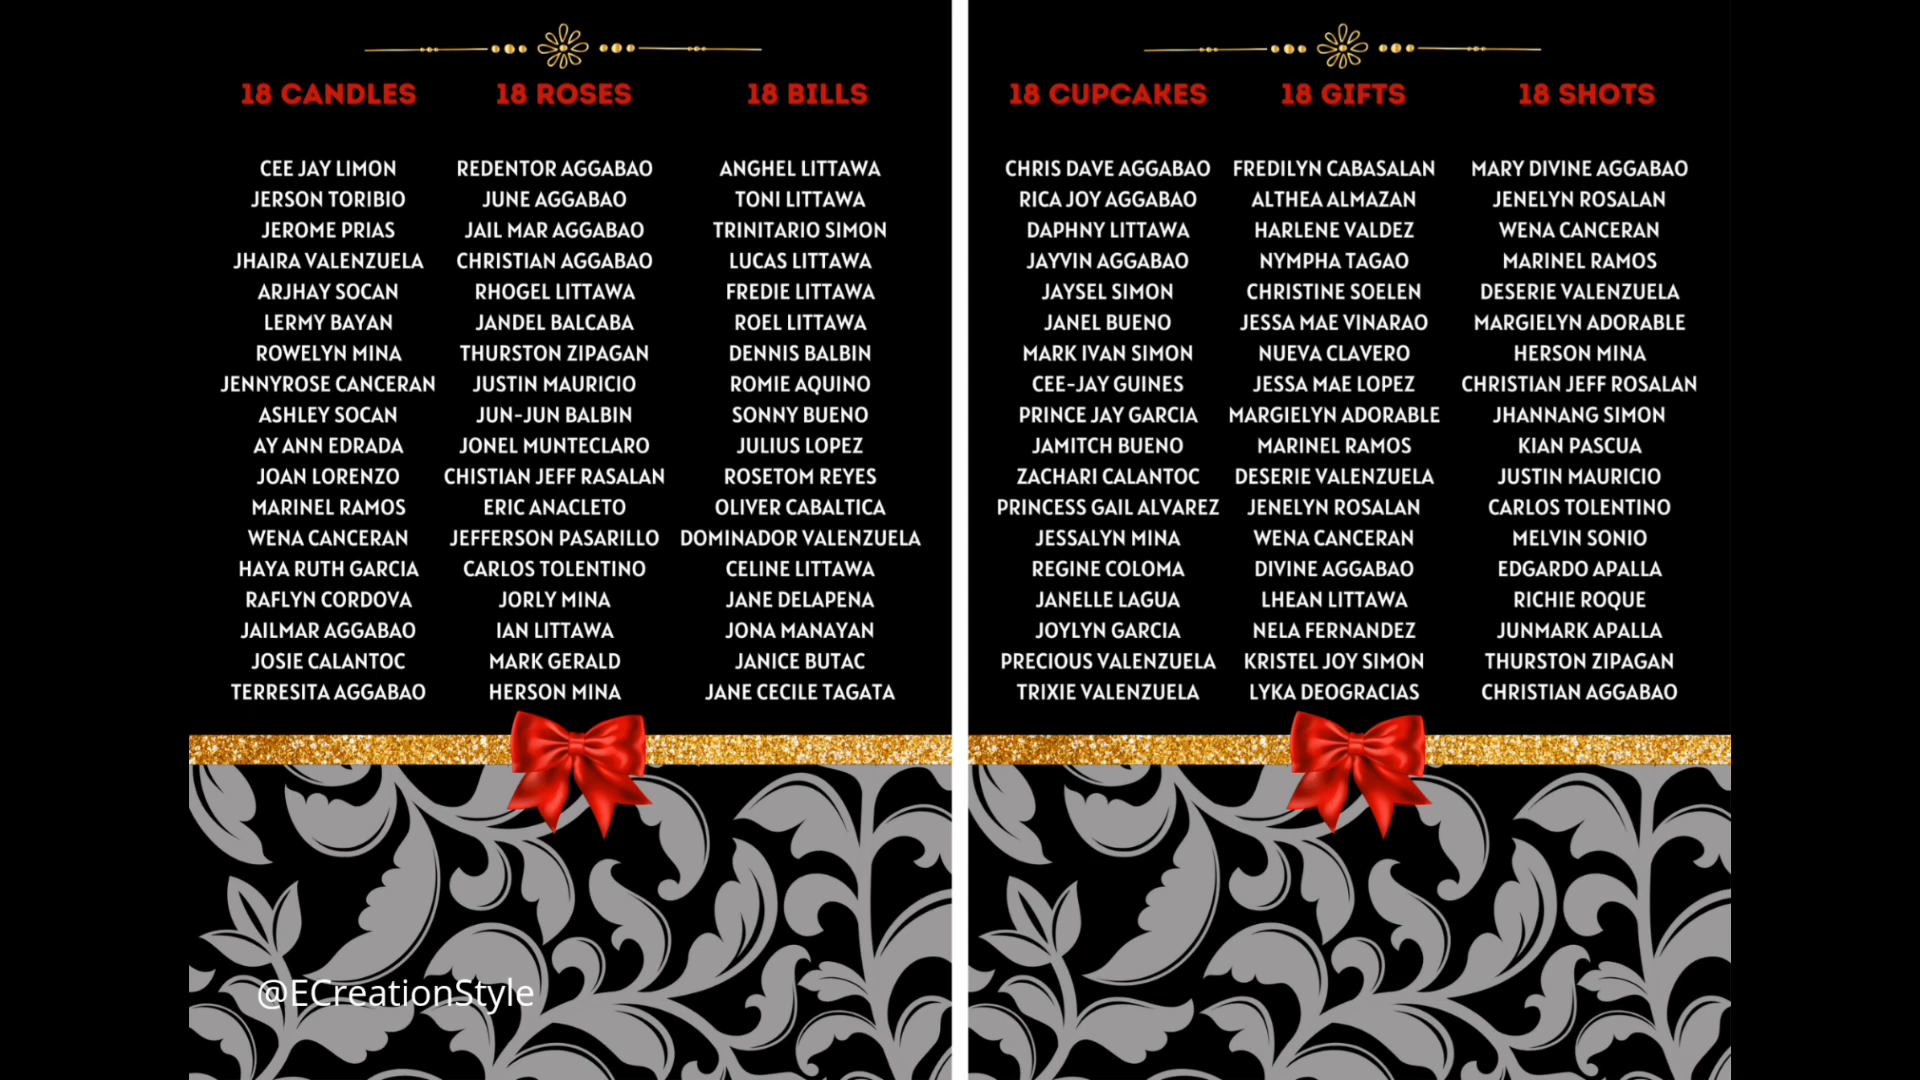 18 CANDLES
CEE JAY LIMON
JERSON TORIBIO
JEROME PRIAS
JHAIRA VALENZUELA
ARJHAY SOCAN
LERMY BAYAN
ROWELYN MINA
JENNYROSE CANCERAN
ASHLEY SOCAN
AY ANN EDRADA
JOAN LORENZO
MARINEL RAMOS
WENA CANCERAN
HAYA RUTH GARCIA
RAFLYN CORDOVA
JAILMAR AGGABAO
JOSIE CALANTOC
TERRESITA AGGABAO
18 ROSES
REDENTOR AGGABAO
JUNE AGGABAO
JAIL MAR AGGABAO
CHRISTIAN AGGABAO
RHOGEL LITTAWA
JANDEL BALCABA
THURSTON ZIPAGAN
JUSTIN MAURICIO
JUN-JUN BALBIN
JONEL MUNTECLARO
CHISTIAN JEFF RASALAN
ERIC ANACLETO
JEFFERSON PASARILLO
CARLOS TOLENTINO
JORLY MINA
IAN LITTAWA
MARK GERALD
HERSON MINA
18 BILLS
ANGHEL LITTAWA
TONI LITTAWA
TRINITARIO SIMON
LUCAS LITTAWA
FREDIE LITTAWA
ROEL LITTAWA
DENNIS BALBIN
ROMIE AQUINO
SONNY BUENO
JULIUS LOPEZ
ROSETOM REYES
OLIVER CABALTICA
DOMINADOR VALENZUELA
CELINE LITTAWA
JANE DELAPENA
JONA MANAYAN
JANICE BUTAC
JANE CECILE TAGATA
@ECreationStyle
18 CUPCAKES
CHRIS DAVE AGGABAO
RICA JOY AGGABAO
DAPHNY LITTAWA
JAYVIN AGGABAO
JAYSEL SIMON
JANEL BUENO
MARK IVAN SIMON
CEE-JAY GUINES
PRINCE JAY GARCIA
JAMITCH BUENO
ZACHARI CALANTOC
PRINCESS GAIL ALVAREZ
JESSALYN MINA
REGINE COLOMA
JANELLE LAGUA
JOYLYN GARCIA
PRECIOUS VALENZUELA
TRIXIE VALENZUELA
18 GIFTS
FREDILYN CABASALAN
ALTHEA ALMAZAN
HARLENE VALDEZ
NYMPHA TAGAO
CHRISTINE SOELEN
JESSA MAE VINARAO
NUEVA CLAVERO
JESSA MAE LOPEZ
MARGIELYN ADORABLE
MARINEL RAMOS
DESERIE VALENZUELA
JENELYN ROSALAN
WENA CANCERAN
DIVINE AGGABAO
LHEAN LITTAWA
NELA FERNANDEZ
KRISTEL JOY SIMON
LYKA DEOGRACIAS
18 SHOTS
MARY DIVINE AGGABAO
JENELYN ROSALAN
WENA CANCERAN
MARINEL RAMOS
DESERIE VALENZUELA
MARGIELYN ADORABLE
HERSON MINA
CHRISTIAN JEFF ROSALAN
JHANNANG SIMON
KIAN PASCUA
JUSTIN MAURICIO
CARLOS TOLENTINO
MELVIN SONIO
EDGARDO APALLA
RICHIE ROQUE
JUNMARK APALLA
THURSTON ZIPAGAN
CHRISTIAN AGGABAO